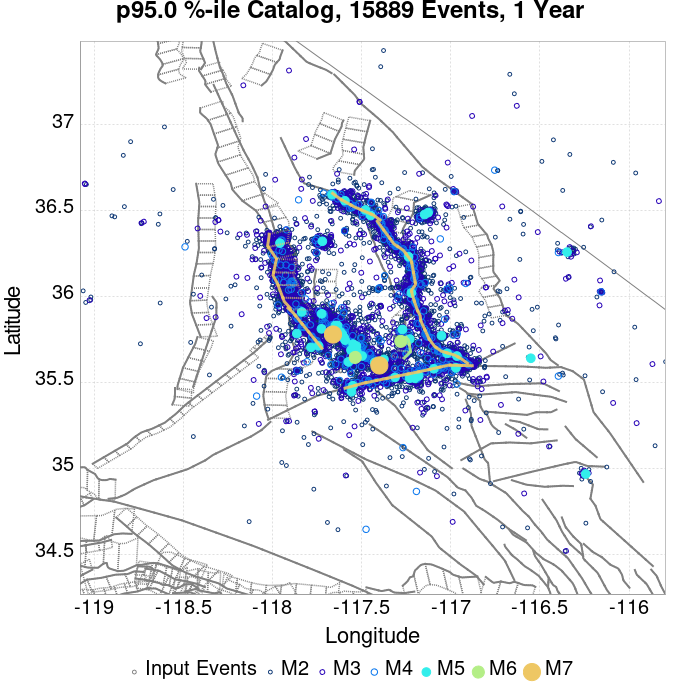 p95.0 %-ile Catalog, 15889 Events, 1 Year
Latitude
37
36.5
36
35.5
35
34.5
-119 -118.5 -118 -117.5 -117 -116.5 -116
Longitude
Input Events M2 M3 M4 M5 M6 M7